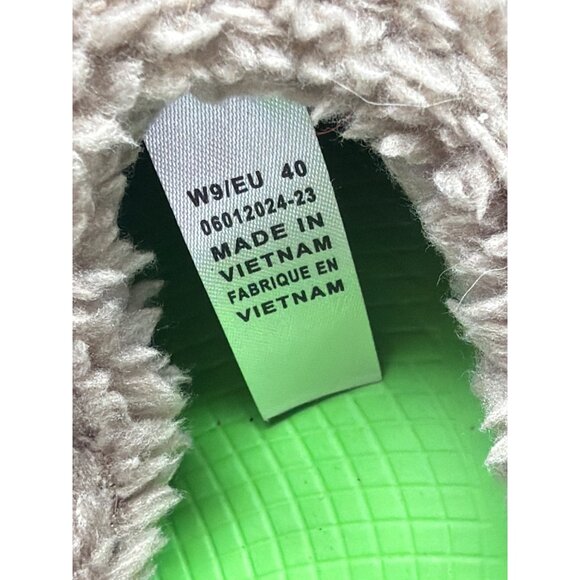 W9/EU 40
06012024-23
MADE IN
VIETNAM
FABRIQUE EN
VIETNAM